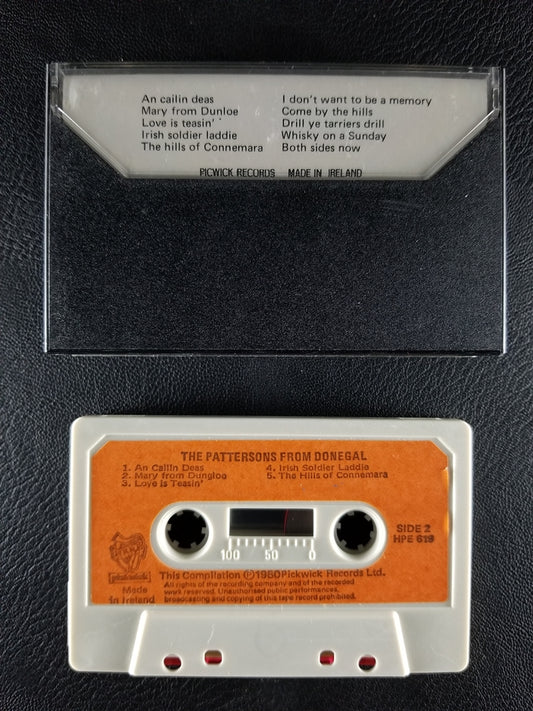 An cailin deas
Mary from Dunloe
Love is teasin'
Irish soldier laddie
The hills of Connemara
I don't want to be a memory
Come by the hills
Drill ye tarriers drill
Whisky on a Sunday
Both sides now
PICWICK RECORDS MADE IN IRELAND
THE PATTERSONS FROM DONEGAL
1. An Cailin Deas
2. Mary from Dungloe
3. Love is Teasin'
4. Irish Soldier Laddie
5. The Hills of Connemara
SIDE 2
HPE 619
100 50 0
Made
in Ireland
This Compilation Ⓟ1980 Pickwick Records Ltd.
All rights of the recording company and of the recorded
work reserved. Unauthorised public performances,
broadcasting and copying of this tape record prohibited.